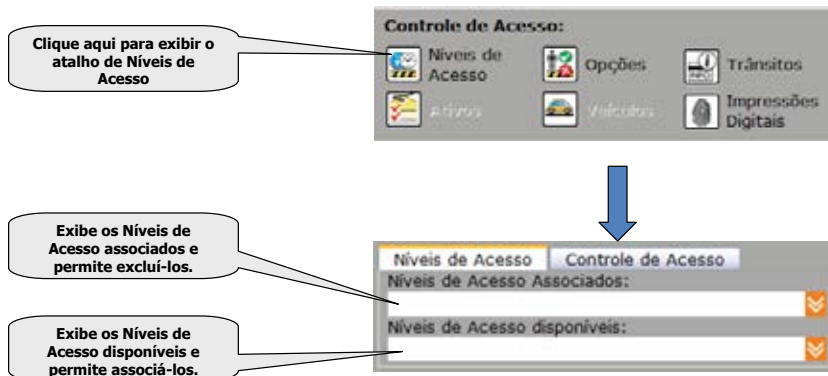 Controle de Acesso:
Clique aqui para exibir o
atalho de Níveis de
Acesso
Níveis de
Acesso
Opções
Trânsitos
Ativos
Veículos
Impressões
Digitais
Exibe os Níveis de
Acesso associados e
permite excluí-los.
Níveis de Acesso
Controle de Acesso
Níveis de Acesso Associados:
Níveis de Acesso disponíveis:
Exibe os Níveis de
Acesso disponíveis e
permite associá-los.